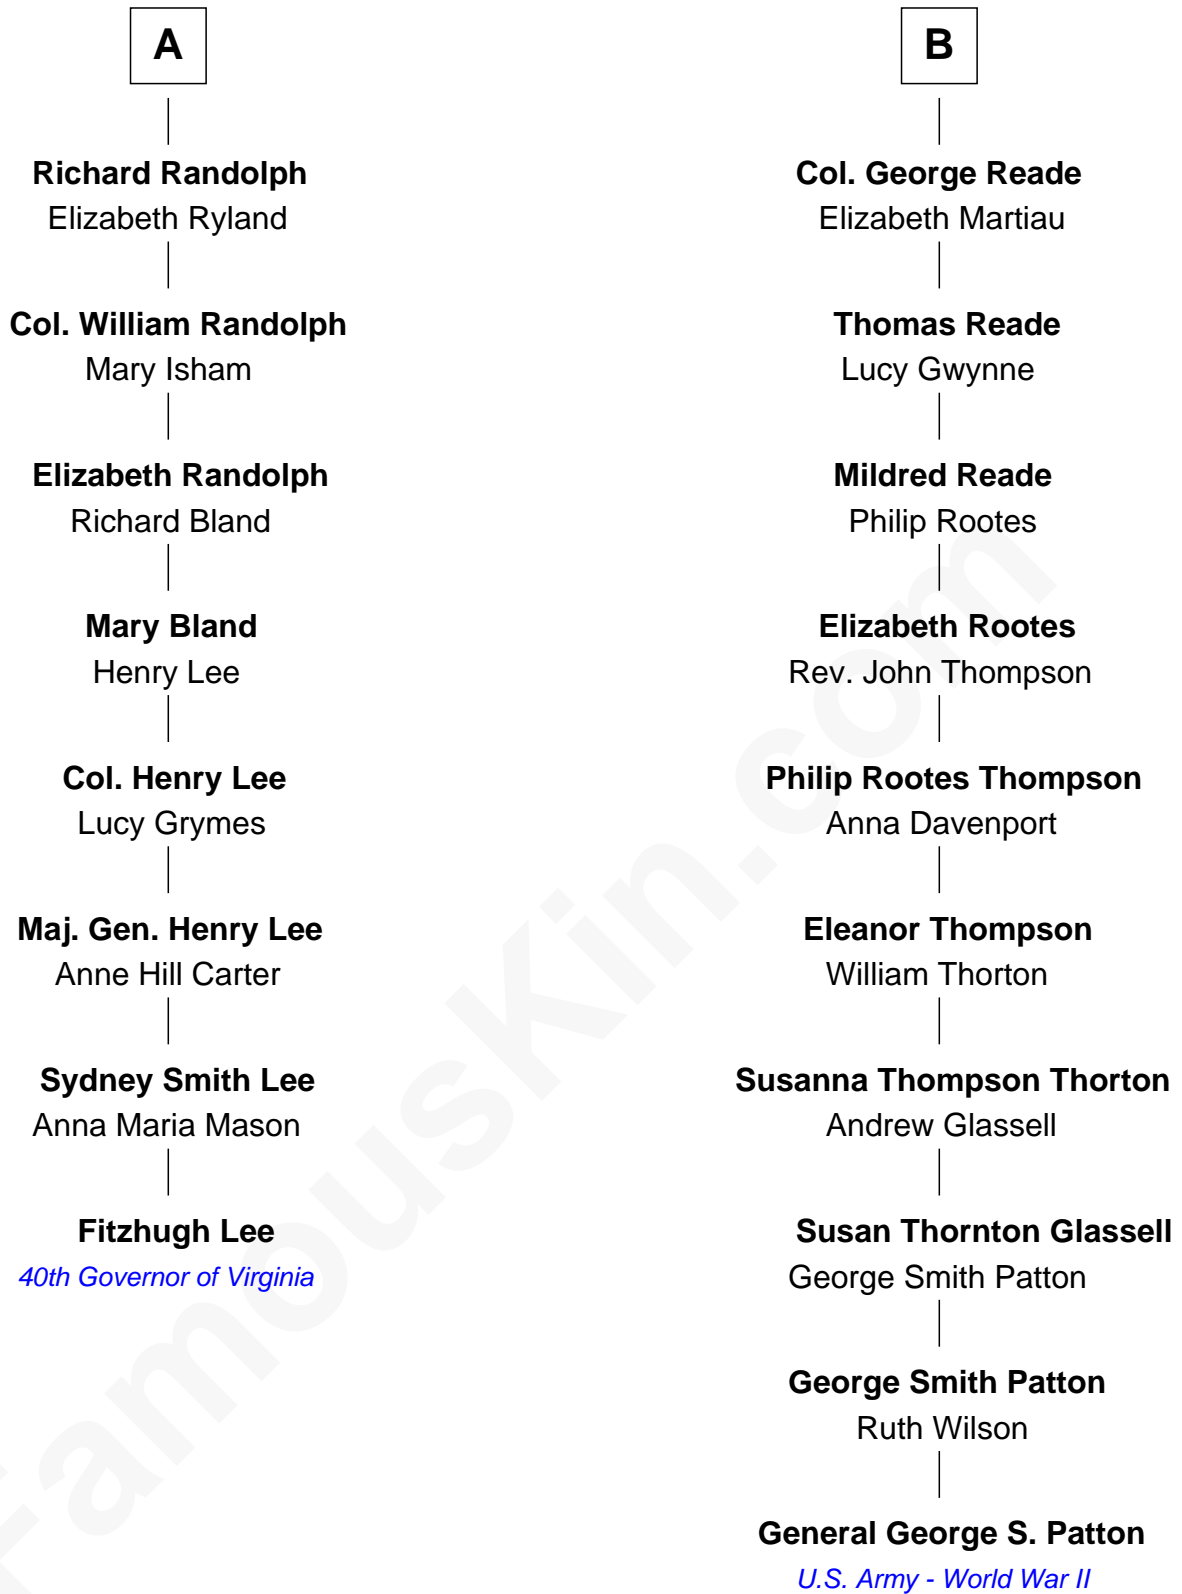 A
Richard Randolph
Elizabeth Ryland
Col. William Randolph
Mary Isham
Elizabeth Randolph
Richard Bland
Mary Bland
Henry Lee
Col. Henry Lee
Lucy Grymes
Maj. Gen. Henry Lee
Anne Hill Carter
Sydney Smith Lee
Anna Maria Mason
Fitzhugh Lee
40th Governor of Virginia
B
Col. George Reade
Elizabeth Martiau
Thomas Reade
Lucy Gwynne
Mildred Reade
Philip Rootes
Elizabeth Rootes
Rev. John Thompson
Philip Rootes Thompson
Anna Davenport
Eleanor Thompson
William Thorton
Susanna Thompson Thorton
Andrew Glassell
Susan Thornton Glassell
George Smith Patton
George Smith Patton
Ruth Wilson
General George S. Patton
U.S. Army - World War II
FamousKin.com